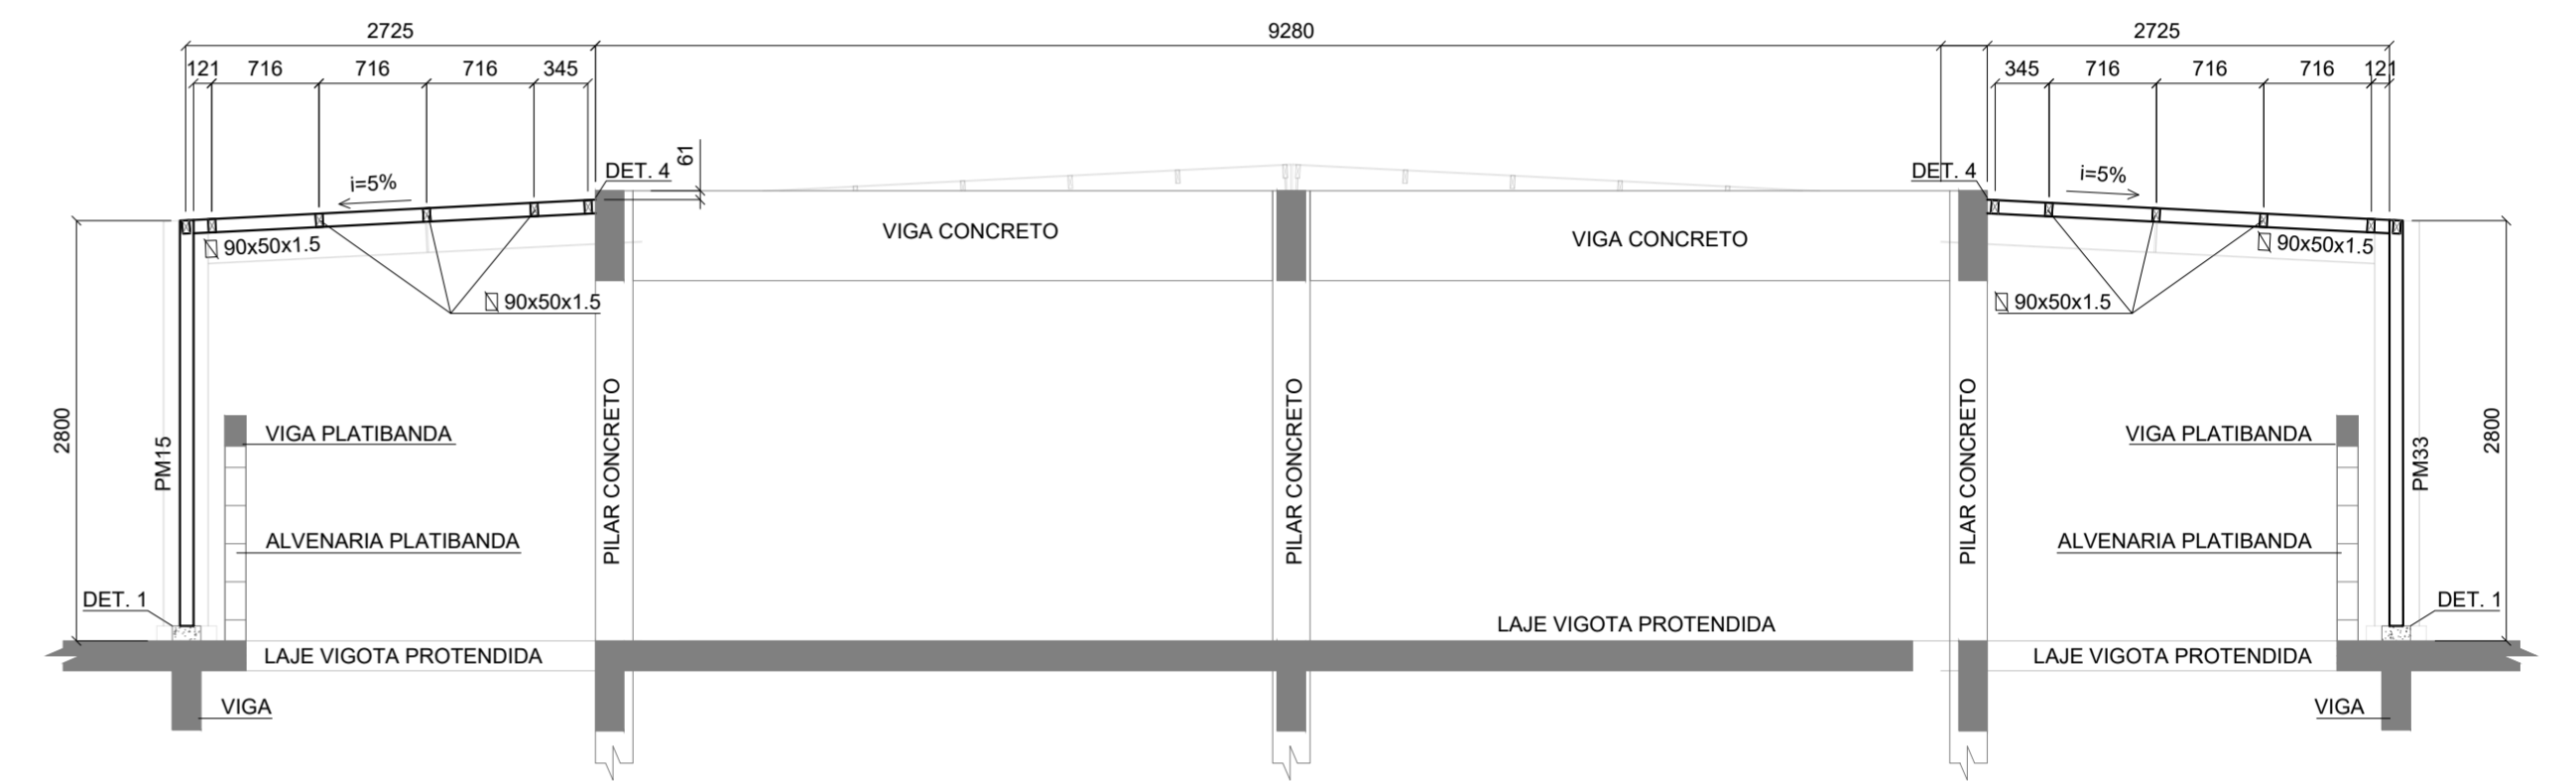 2725
9280
2725
121
716
716
716
345
345
716
716
716
121
61
DET. 4
DET. 4
i=5%
i=5%
VIGA CONCRETO
VIGA CONCRETO
90x50x1.5
90x50x1.5
90x50x1.5
90x50x1.5
2800
PM15
PILAR CONCRETO
PILAR CONCRETO
PILAR CONCRETO
PM33
2800
VIGA PLATIBANDA
VIGA PLATIBANDA
ALVENARIA PLATIBANDA
ALVENARIA PLATIBANDA
DET. 1
DET. 1
LAJE VIGOTA PROTENDIDA
LAJE VIGOTA PROTENDIDA
LAJE VIGOTA PROTENDIDA
VIGA
VIGA